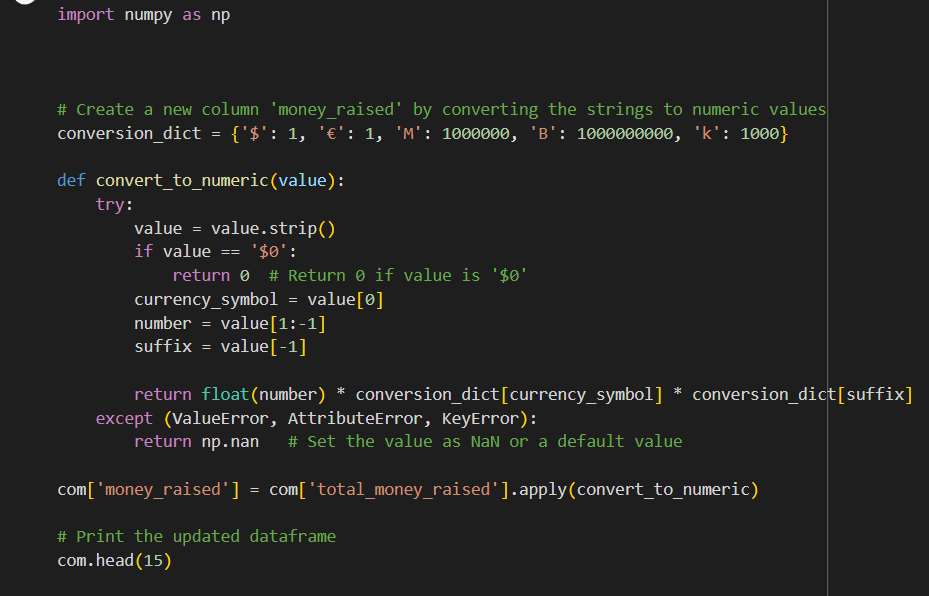 import numpy as np
# Create a new column 'money_raised' by converting the strings to numeric values
conversion_dict = {'$': 1, '€': 1, 'M': 1000000, 'B': 1000000000, 'k': 1000}
def convert_to_numeric(value):
    try:
        value = value.strip()
        if value == '$0':
            return 0  # Return 0 if value is '$0'
        currency_symbol = value[0]
        number = value[1:-1]
        suffix = value[-1]
        return float(number) * conversion_dict[currency_symbol] * conversion_dict[suffix]
    except (ValueError, AttributeError, KeyError):
        return np.nan   # Set the value as NaN or a default value
com['money_raised'] = com['total_money_raised'].apply(convert_to_numeric)
# Print the updated dataframe
com.head(15)